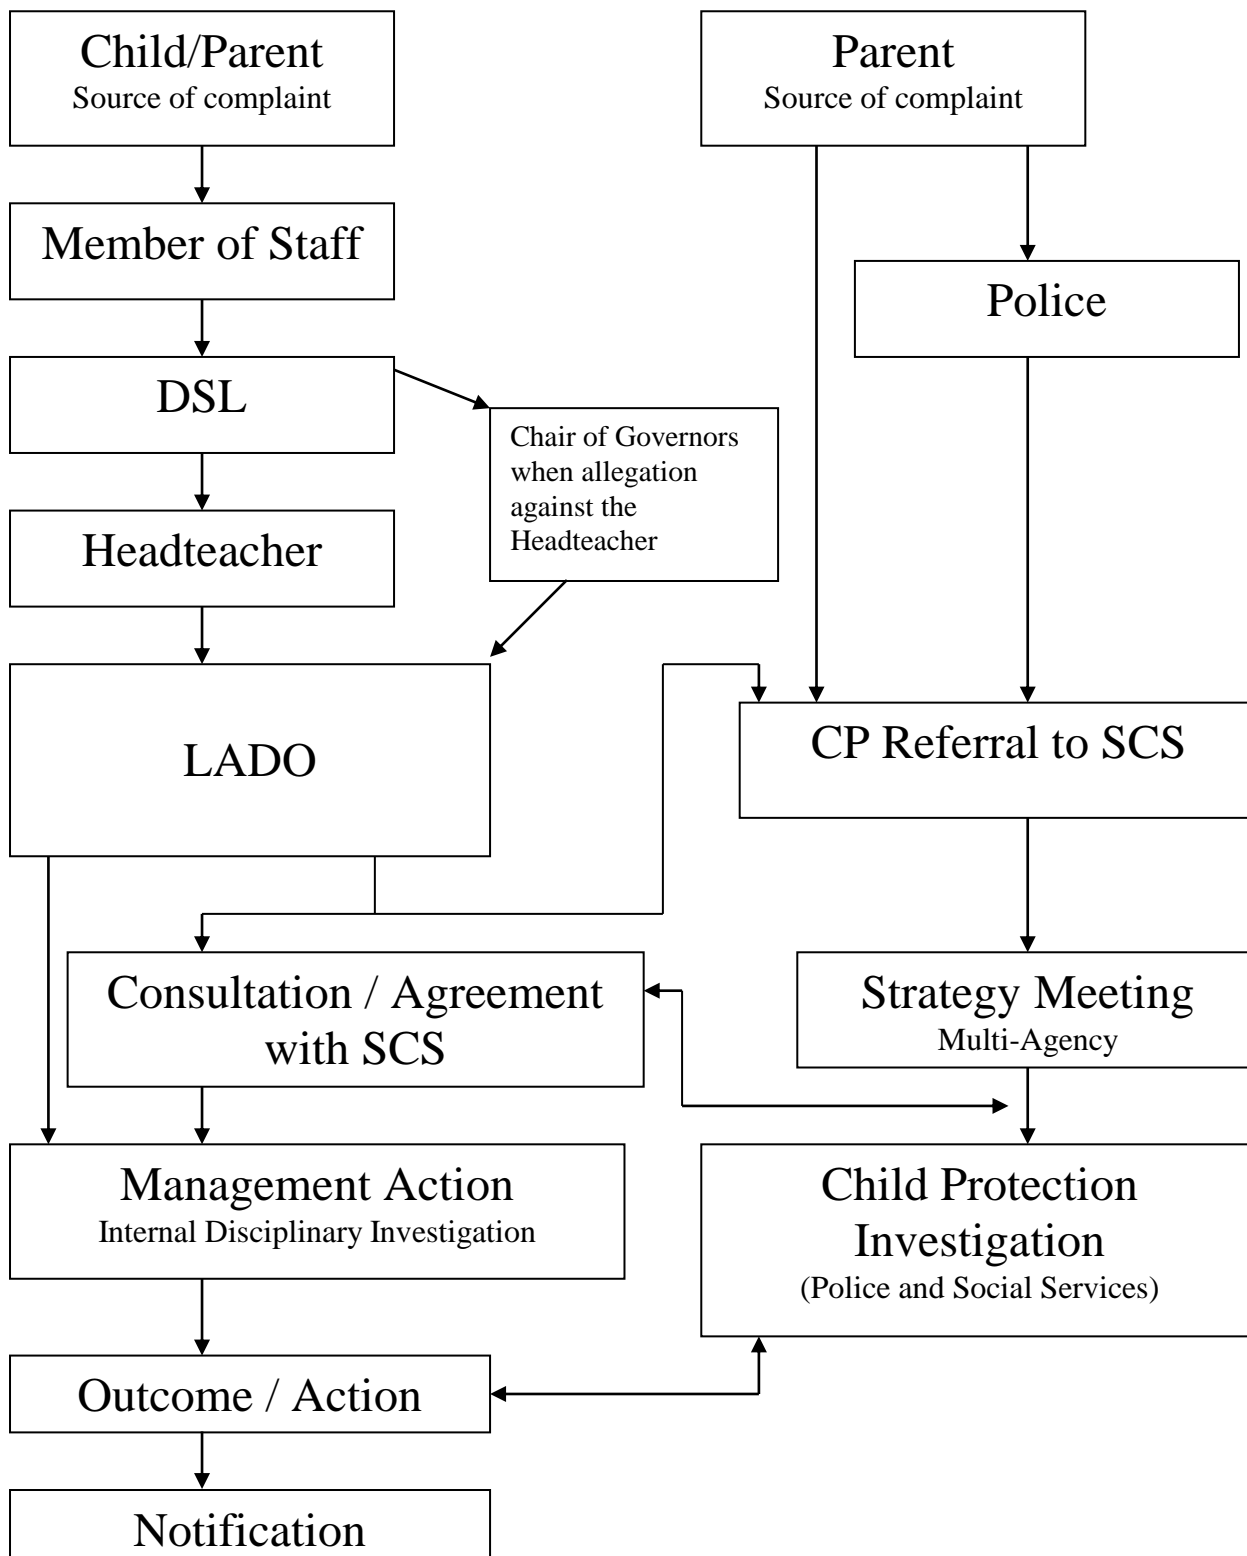 Child/Parent
Source of complaint
Parent
Source of complaint
Member of Staff
Police
DSL
Chair of Governors
when allegation
against the
Headteacher
Headteacher
LADO
CP Referral to SCS
Consultation / Agreement
with SCS
Strategy Meeting
Multi-Agency
Management Action
Internal Disciplinary Investigation
Child Protection
Investigation
(Police and Social Services)
Outcome / Action
Notification